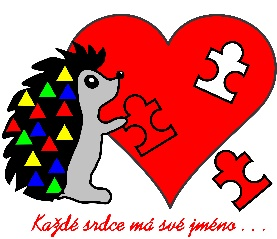 Každé srdce má své jméno . . .